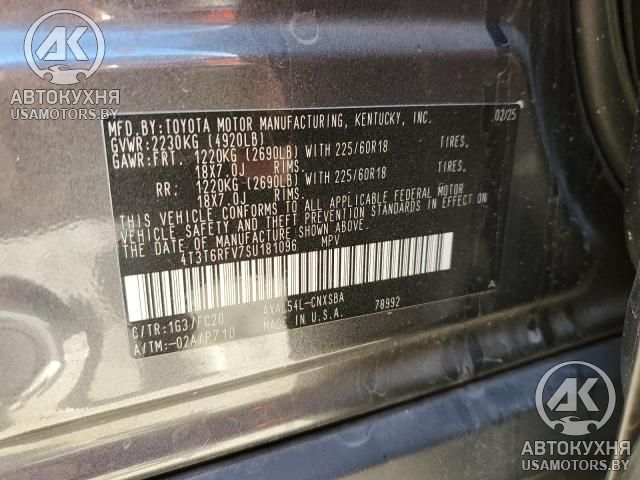 AK
АВТОКУХНЯ
USAMOTORS.BY
MFD.BY:TOYOTA MOTOR MANUFACTURING, KENTUCKY, INC. 02/25
GVWR:2230KG (4920LB)
GAWR:FRT. 1220KG (2690LB) WITH 225/60R18 TIRES,
18X7.0J RIMS.
RR: 1220KG (2690LB) WITH 225/60R18 TIRES,
18X7.0J RIMS.
THIS VEHICLE CONFORMS TO ALL APPLICABLE FEDERAL MOTOR
VEHICLE SAFETY AND THEFT PREVENTION STANDARDS IN EFFECT ON
THE DATE OF MANUFACTURE SHOWN ABOVE.
4T3T6RFV7SU181096 MPV
A
C/TR:1G3/FC20 AXAL54L-CNXSBA
A/TM:-02A/P710 MADE IN U.S.A. 78992
AK
АВТОКУХНЯ
USAMOTORS.BY